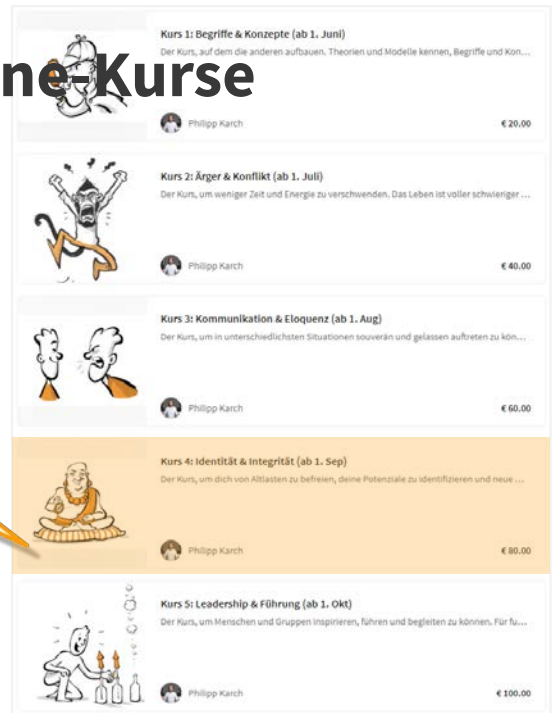 Kurs 1: Begriffe & Konzepte (ab 1. Juni)
Der Kurs, auf dem die anderen aufbauen. Theorien und Modelle kennen, Begriffe und Kon...
ne-Kurse
Philipp Karch
€ 20.00
Kurs 2: Ärger & Konflikt (ab 1. Juli)
Der Kurs, um weniger Zeit und Energie zu verschwenden. Das Leben ist voller schwieriger ...
Philipp Karch
€ 40.00
Kurs 3: Kommunikation & Eloquenz (ab 1. Aug)
Der Kurs, um in unterschiedlichsten Situationen souverän und gelassen auftreten zu kön...
Philipp Karch
€ 60.00
Kurs 4: Identität & Integrität (ab 1. Sep)
Der Kurs, um dich von Altlasten zu befreien, deine Potenziale zu identifizieren und neue ...
Philipp Karch
€ 80.00
Kurs 5: Leadership & Führung (ab 1. Okt)
Der Kurs, um Menschen und Gruppen inspirieren, führen und begleiten zu können. Für fu...
Philipp Karch
€ 100.00